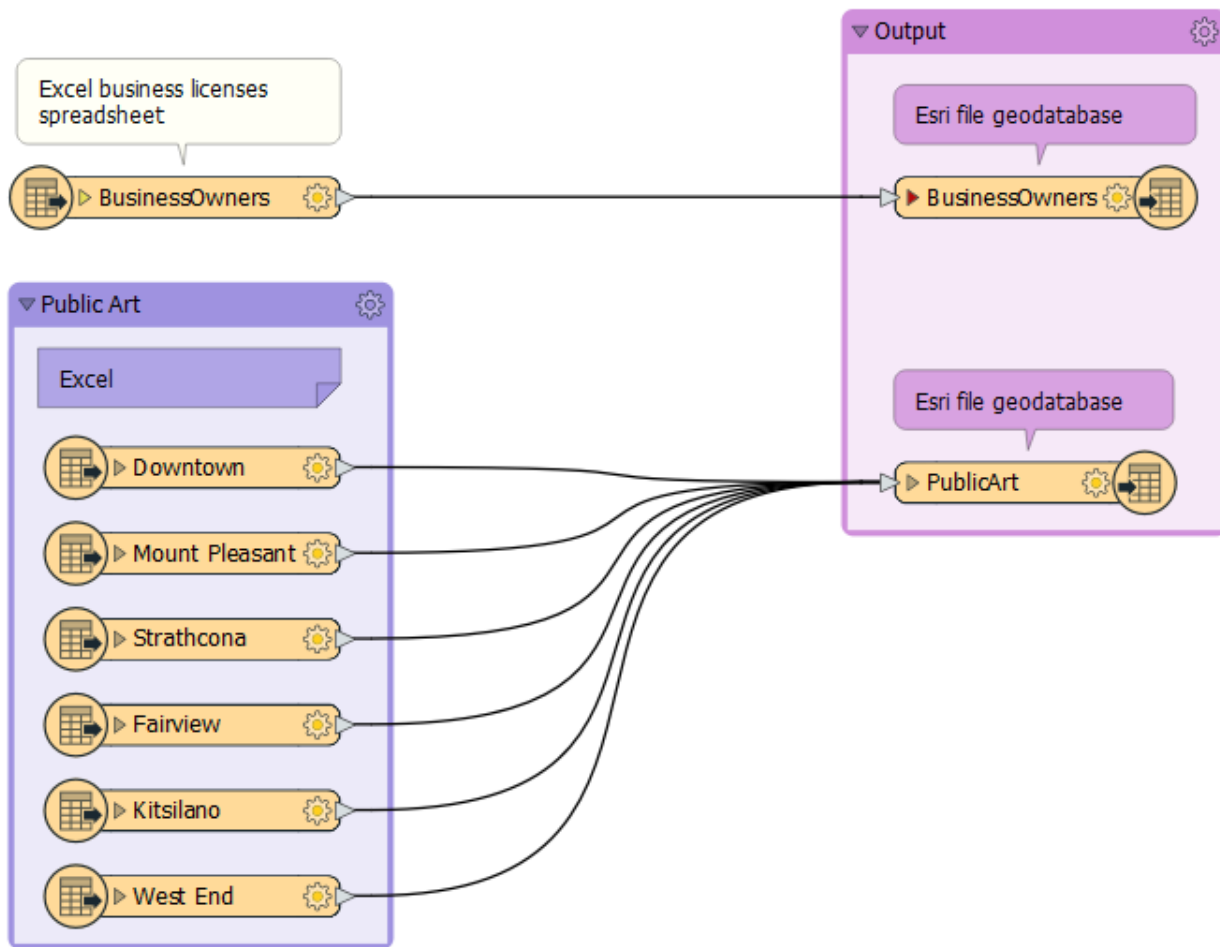 Output
Excel business licenses
spreadsheet
Esri file geodatabase
BusinessOwners
BusinessOwners
Public Art
Excel
Esri file geodatabase
Downtown
PublicArt
Mount Pleasant
Strathcona
Fairview
Kitsilano
West End